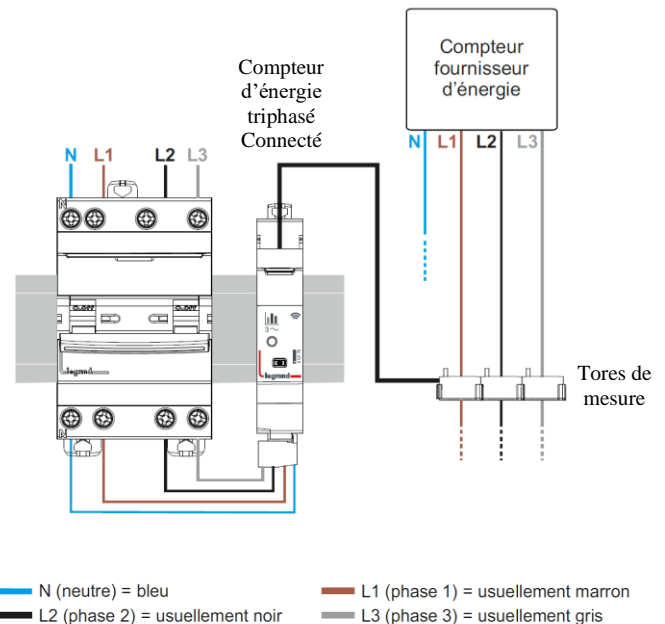 Compteur
fournisseur
d'énergie
Compteur
d'énergie
triphasé
Connecté
N L1 L2 L3
N L1 L2 L3
N
3~
legrand
legrand
N
Tores de
mesure
N (neutre) = bleu
L1 (phase 1) = usuellement marron
L2 (phase 2) = usuellement noir
L3 (phase 3) = usuellement gris